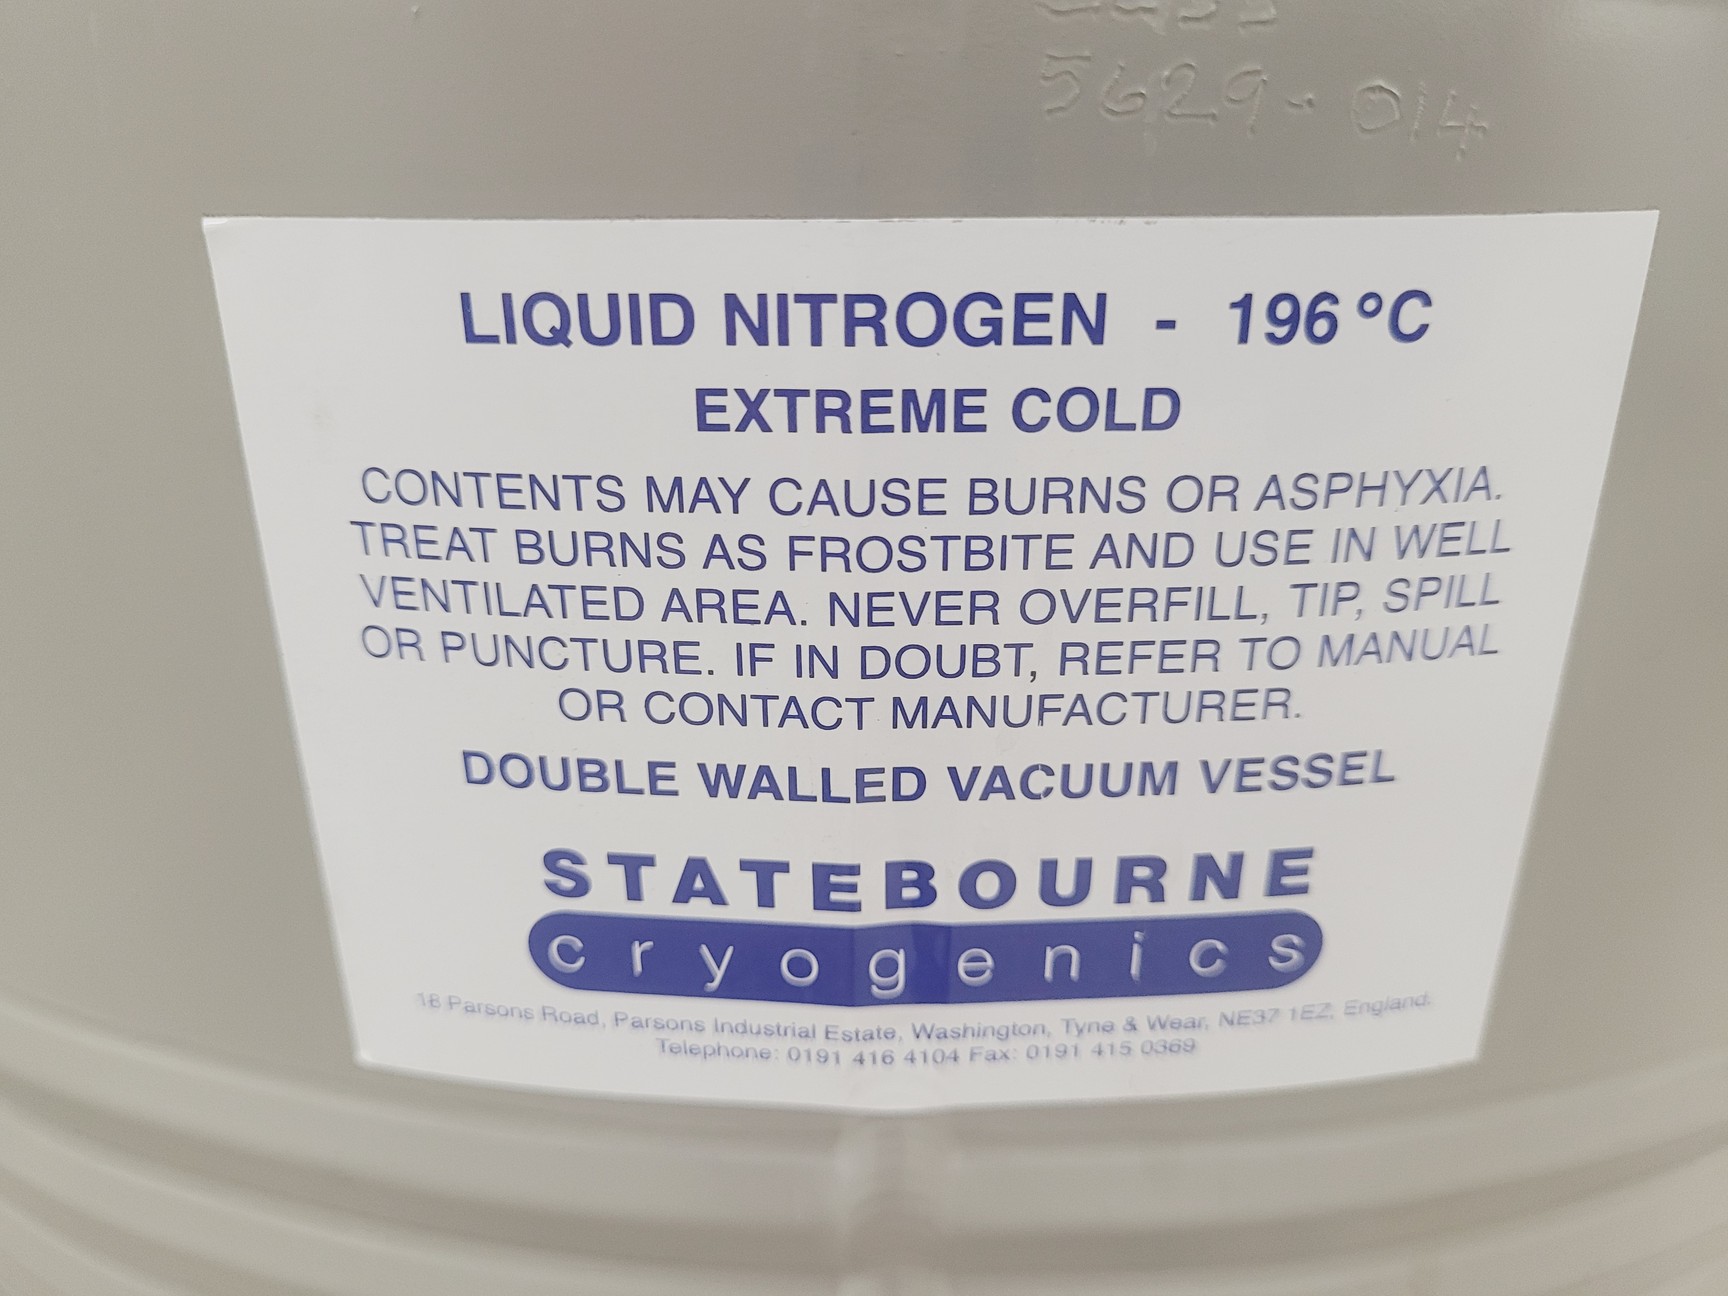 5629-014
LIQUID NITROGEN - 196 °C
EXTREME COLD
CONTENTS MAY CAUSE BURNS OR ASPHYXIA.
TREAT BURNS AS FROSTBITE AND USE IN WELL
VENTILATED AREA. NEVER OVERFILL, TIP, SPILL
OR PUNCTURE. IF IN DOUBT, REFER TO MANUAL
OR CONTACT MANUFACTURER.
DOUBLE WALLED VACUUM VESSEL
STATEBOURNE
cryogenics
18 Parsons Road, Parsons Industrial Estate, Washington, Tyne & Wear, NE37 1EZ, England.
Telephone: 0191 416 4104 Fax: 0191 415 0369